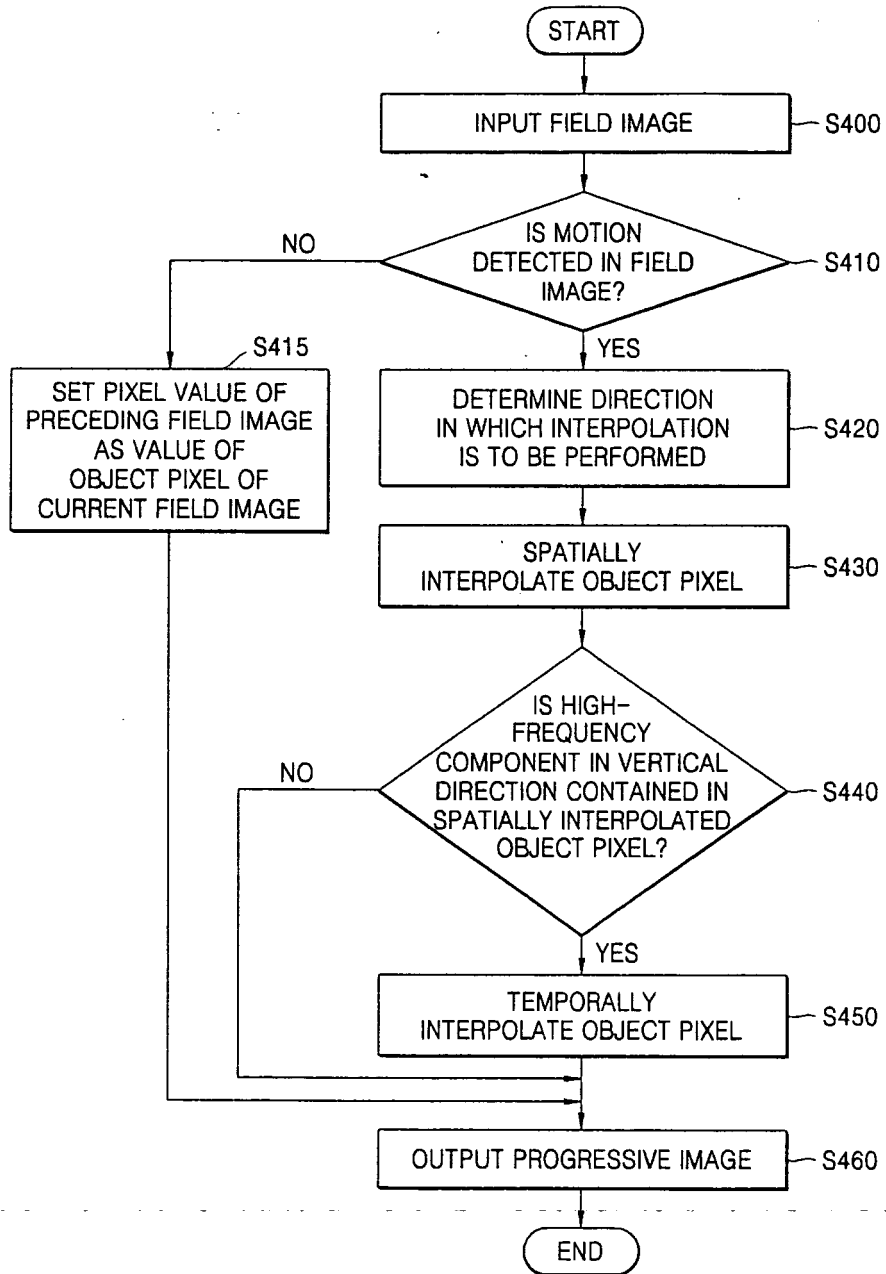 START
INPUT FIELD IMAGE
S400
IS MOTION
DETECTED IN FIELD
IMAGE?
S410
NO
YES
S415
SET PIXEL VALUE OF
PRECEDING FIELD IMAGE
AS VALUE OF
OBJECT PIXEL OF
CURRENT FIELD IMAGE
DETERMINE DIRECTION
IN WHICH INTERPOLATION
IS TO BE PERFORMED
S420
SPATIALLY
INTERPOLATE OBJECT PIXEL
S430
IS HIGH-
FREQUENCY
COMPONENT IN VERTICAL
DIRECTION CONTAINED IN
SPATIALLY INTERPOLATED
OBJECT PIXEL?
S440
NO
YES
TEMPORALLY
INTERPOLATE OBJECT PIXEL
S450
OUTPUT PROGRESSIVE IMAGE
S460
END